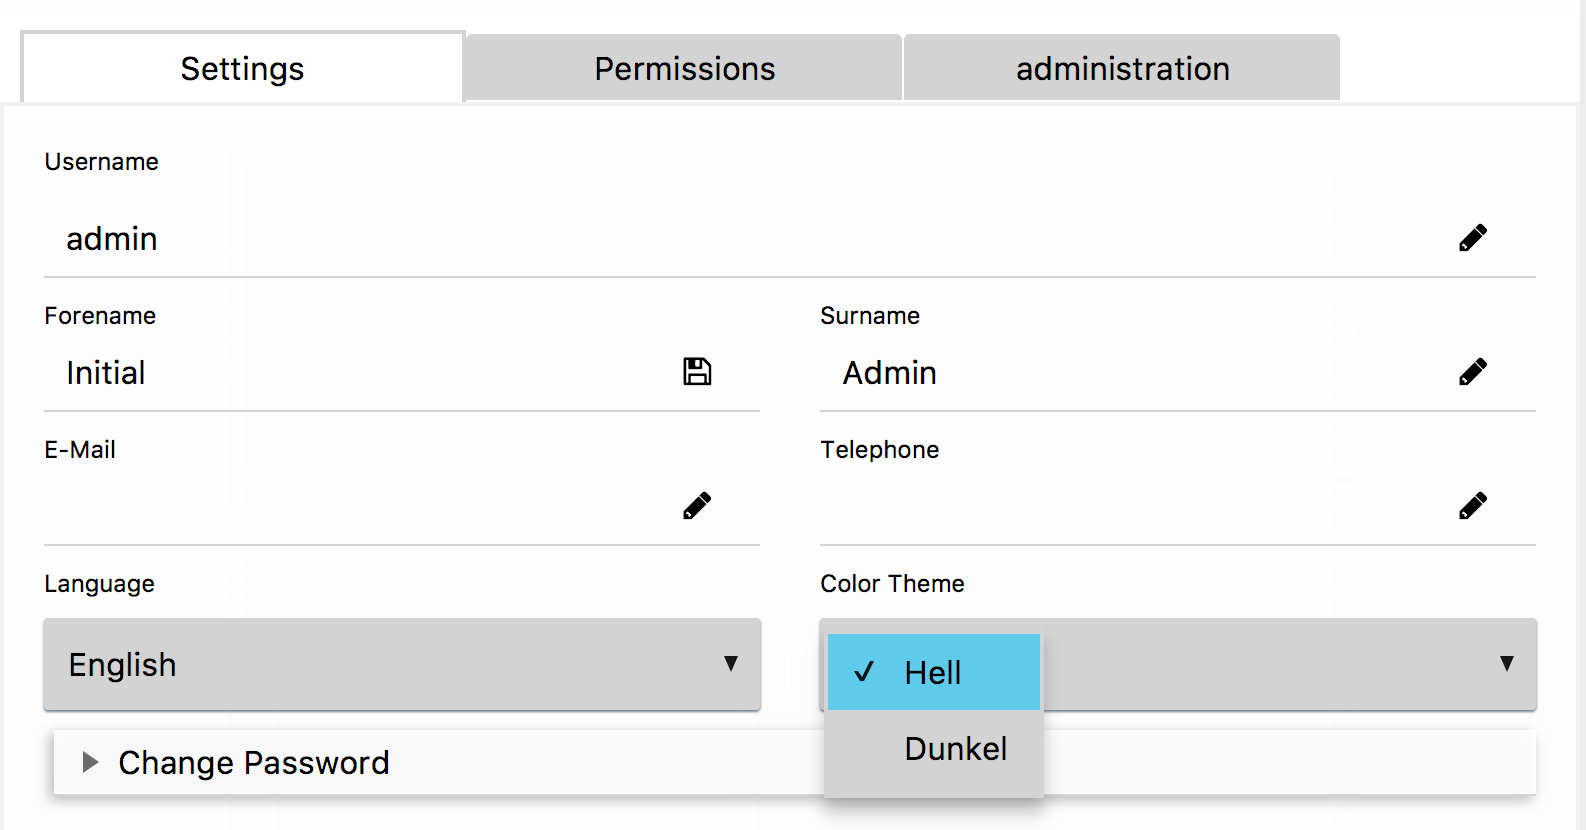 Settings
Permissions
administration
Username
admin
Forename
Surname
Initial
Admin
E-Mail
Telephone
Language
Color Theme
English
✓ Hell
Dunkel
Change Password